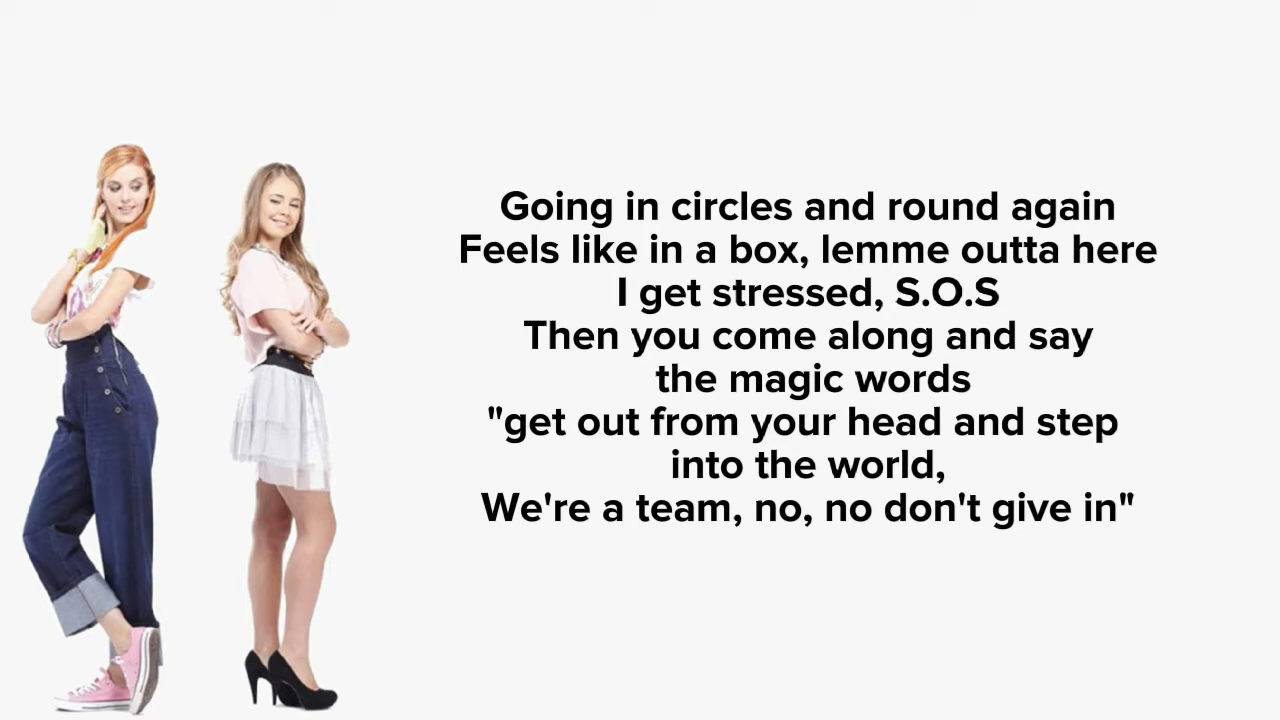 Going in circles and round again
Feels like in a box, lemme outta here
I get stressed, S.O.S
Then you come along and say
the magic words
"get out from your head and step
into the world,
We're a team, no, no don't give in"